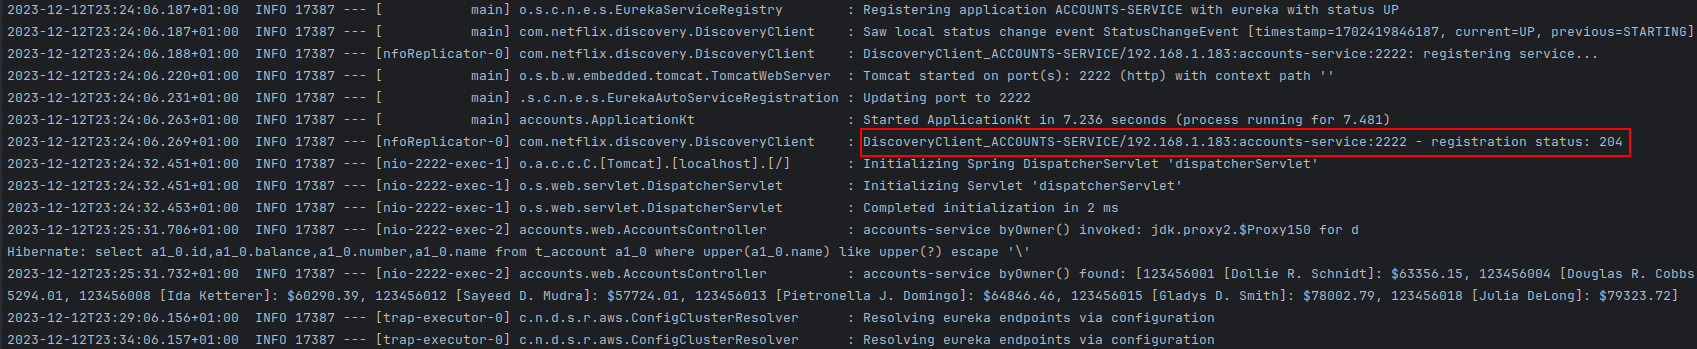 2023-12-12T23:24:06.187+01:00  INFO 17387 --- [           main] o.s.c.n.e.s.EurekaServiceRegistry        : Registering application ACCOUNTS-SERVICE with eureka with status UP
2023-12-12T23:24:06.187+01:00  INFO 17387 --- [           main] com.netflix.discovery.DiscoveryClient    : Saw local status change event StatusChangeEvent [timestamp=1702419846187, current=UP, previous=STARTING]
2023-12-12T23:24:06.188+01:00  INFO 17387 --- [nfoReplicator-0] com.netflix.discovery.DiscoveryClient    : DiscoveryClient_ACCOUNTS-SERVICE/192.168.1.183:accounts-service:2222: registering service...
2023-12-12T23:24:06.220+01:00  INFO 17387 --- [           main] o.s.b.w.embedded.tomcat.TomcatWebServer  : Tomcat started on port(s): 2222 (http) with context path ''
2023-12-12T23:24:06.231+01:00  INFO 17387 --- [           main] .s.c.n.e.s.EurekaAutoServiceRegistration : Updating port to 2222
2023-12-12T23:24:06.263+01:00  INFO 17387 --- [           main] accounts.ApplicationKt                   : Started ApplicationKt in 7.236 seconds (process running for 7.481)
2023-12-12T23:24:06.269+01:00  INFO 17387 --- [nfoReplicator-0] com.netflix.discovery.DiscoveryClient    : DiscoveryClient_ACCOUNTS-SERVICE/192.168.1.183:accounts-service:2222 - registration status: 204
2023-12-12T23:24:32.451+01:00  INFO 17387 --- [nio-2222-exec-1] o.a.c.c.C.[Tomcat].[localhost].[/]       : Initializing Spring DispatcherServlet 'dispatcherServlet'
2023-12-12T23:24:32.451+01:00  INFO 17387 --- [nio-2222-exec-1] o.s.web.servlet.DispatcherServlet        : Initializing Servlet 'dispatcherServlet'
2023-12-12T23:24:32.453+01:00  INFO 17387 --- [nio-2222-exec-1] o.s.web.servlet.DispatcherServlet        : Completed initialization in 2 ms
2023-12-12T23:25:31.706+01:00  INFO 17387 --- [nio-2222-exec-2] accounts.web.AccountsController          : accounts-service byOwner() invoked: jdk.proxy2.$Proxy150 for d
Hibernate: select a1_0.id,a1_0.balance,a1_0.number,a1_0.name from t_account a1_0 where upper(a1_0.name) like upper(?) escape '\'
2023-12-12T23:25:31.732+01:00  INFO 17387 --- [nio-2222-exec-2] accounts.web.AccountsController          : accounts-service byOwner() found: [123456001 [Dollie R. Schnidt]: $63356.15, 123456004 [Douglas R. Cobbs
5294.01, 123456008 [Ida Ketterer]: $60290.39, 123456012 [Sayeed D. Mudra]: $57724.01, 123456013 [Pietronella J. Domingo]: $64846.46, 123456015 [Gladys D. Smith]: $78002.79, 123456018 [Julia DeLong]: $79323.72]
2023-12-12T23:29:06.156+01:00  INFO 17387 --- [trap-executor-0] c.n.d.s.r.aws.ConfigClusterResolver      : Resolving eureka endpoints via configuration
2023-12-12T23:34:06.157+01:00  INFO 17387 --- [trap-executor-0] c.n.d.s.r.aws.ConfigClusterResolver      : Resolving eureka endpoints via configuration